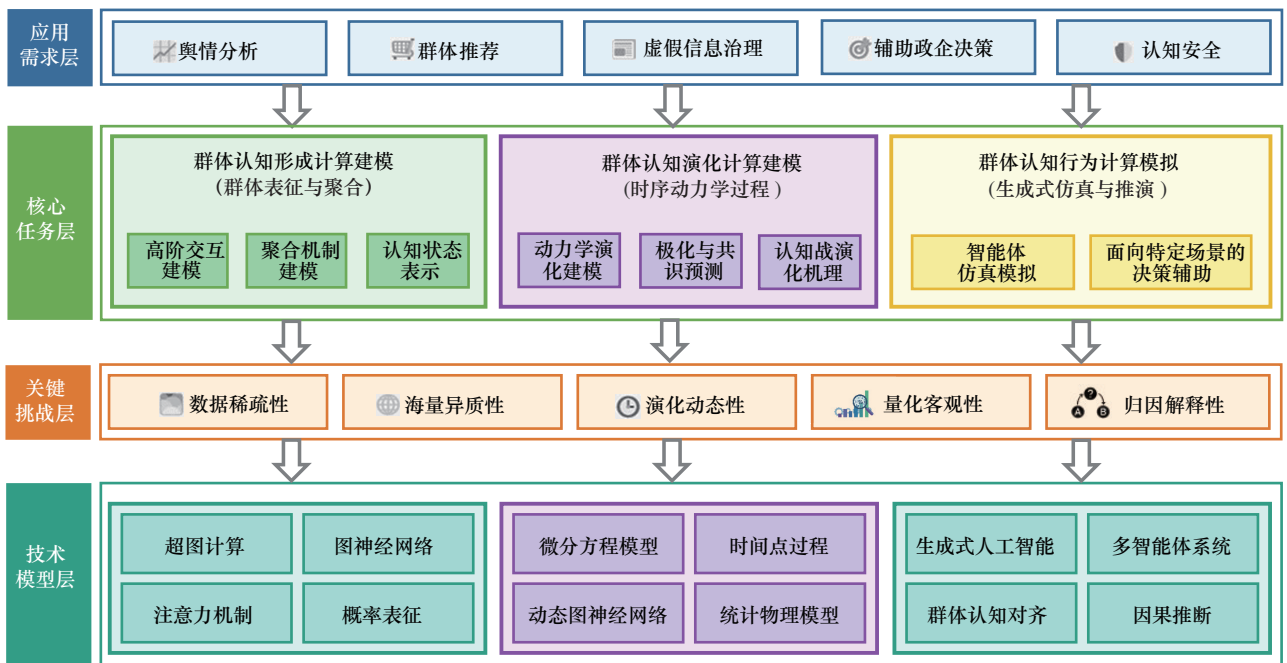 应用
需求层
舆情分析
群体推荐
虚假信息治理
辅助政企决策
认知安全
核心
任务层
群体认知形成计算建模
(群体表征与聚合)
高阶交互
建模
聚合机制
建模
认知状态
表示
群体认知演化计算建模
(时序动力学过程)
动力学演
化建模
极化与共
识预测
认知战演
化机理
群体认知行为计算模拟
(生成式仿真与推演)
智能体
仿真模拟
面向特定场景的
决策辅助
关键
挑战层
数据稀疏性
海量异质性
演化动态性
量化客观性
? A B
归因解释性
技术
模型层
超图计算
图神经网络
注意力机制
概率表征
微分方程模型
时间点过程
动态图神经网络
统计物理模型
生成式人工智能
多智能体系统
群体认知对齐
因果推断